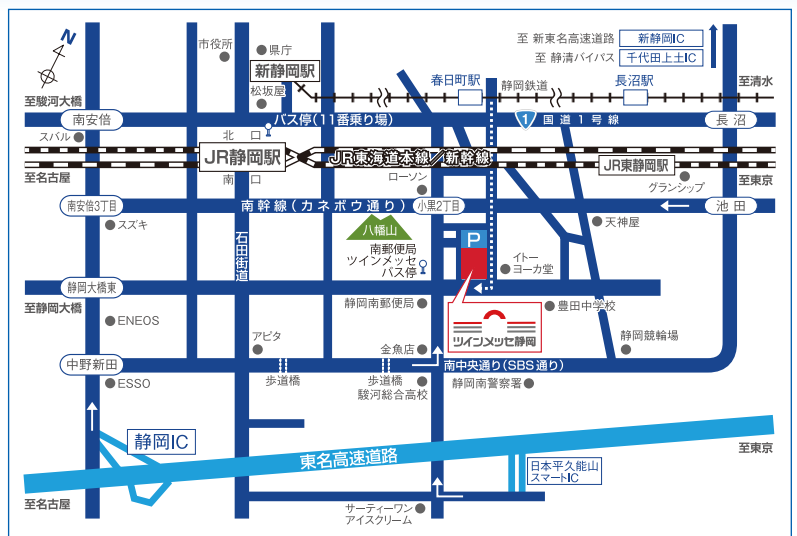 至 新東名高速道路
新静岡IC
至 静清バイパス
千代田上土IC
N
市役所
県庁
新静岡駅
松坂屋
春日町駅
静岡鉄道
長沼駅
至清水
至駿河大橋
南安倍
バス停(11番乗り場)
1
国道1号線
長沼
スバル
北口
JR静岡駅
JR東海道本線/新幹線
JR東静岡駅
至名古屋
南口
ローソン
グランシップ
至東京
南安倍3丁目
南幹線(カネボウ通り)
小黒2丁目
池田
スズキ
石田街道
八幡山
天神屋
南郵便局
ツインメッセ
バス停
P
イトー
ヨーカ堂
静岡大橋東
至静岡大橋
静岡南郵便局
豊田中学校
ENEOS
ツインメッセ静岡
アピタ
金魚店
静岡競輪場
中野新田
南中央通り(SBS通り)
ESSO
歩道橋
歩道橋
駿河総合高校
静岡南警察署
静岡IC
東名高速道路
至東京
日本平久能山
スマートIC
至名古屋
サーティーワン
アイスクリーム